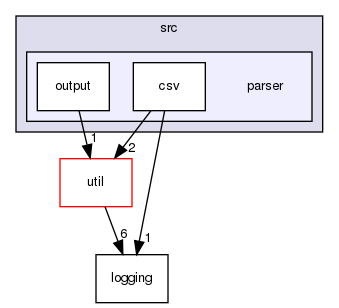 src
output
csv
parser
1
2
util
6
1
logging